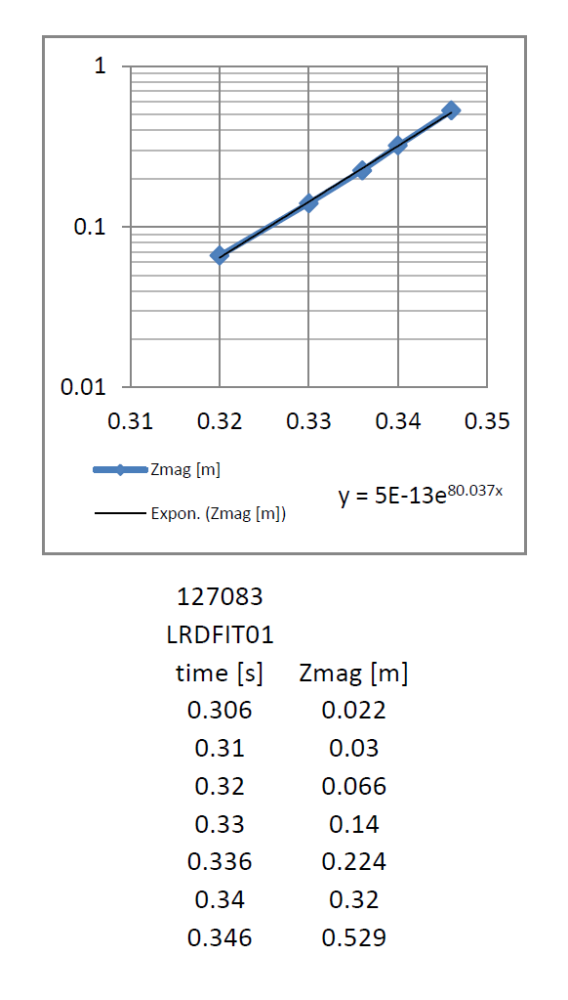 1
0.1
0.01
0.31 0.32 0.33 0.34 0.35
Zmag [m]
y = 5E-13e^80.037x
Expon. (Zmag [m])
127083
LRDFIT01
time [s] Zmag [m]
0.306 0.022
0.31 0.03
0.32 0.066
0.33 0.14
0.336 0.224
0.34 0.32
0.346 0.529